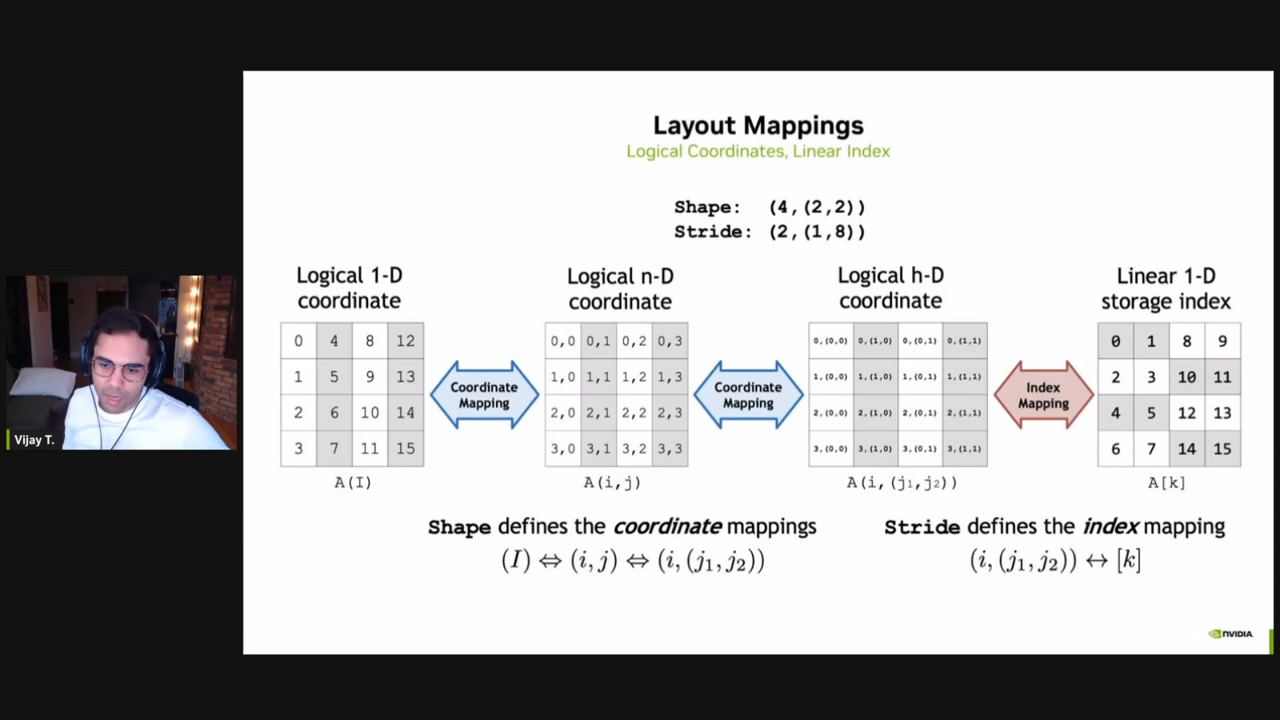 Layout Mappings
Logical Coordinates, Linear Index
Shape: (4,(2,2))
Stride: (2,(1,8))
Logical 1-D
coordinate
0 4 8 12
1 5 9 13
2 6 10 14
3 7 11 15
A(I)
Coordinate
Mapping
Logical n-D
coordinate
0,0 0,1 0,2 0,3
1,0 1,1 1,2 1,3
2,0 2,1 2,2 2,3
3,0 3,1 3,2 3,3
A(i,j)
Coordinate
Mapping
Logical h-D
coordinate
0,(0,0) 0,(1,0) 0,(0,1) 0,(1,1)
1,(0,0) 1,(1,0) 1,(0,1) 1,(1,1)
2,(0,0) 2,(1,0) 2,(0,1) 2,(1,1)
3,(0,0) 3,(1,0) 3,(0,1) 3,(1,1)
A(i,(j₁,j₂))
Index
Mapping
Linear 1-D
storage index
0 1 8 9
2 3 10 11
4 5 12 13
6 7 14 15
A[k]
Shape defines the coordinate mappings
(I) ⇔ (i, j) ⇔ (i, (j₁, j₂))
Stride defines the index mapping
(i, (j₁, j₂)) ↔ [k]
Vijay T.
NVIDIA